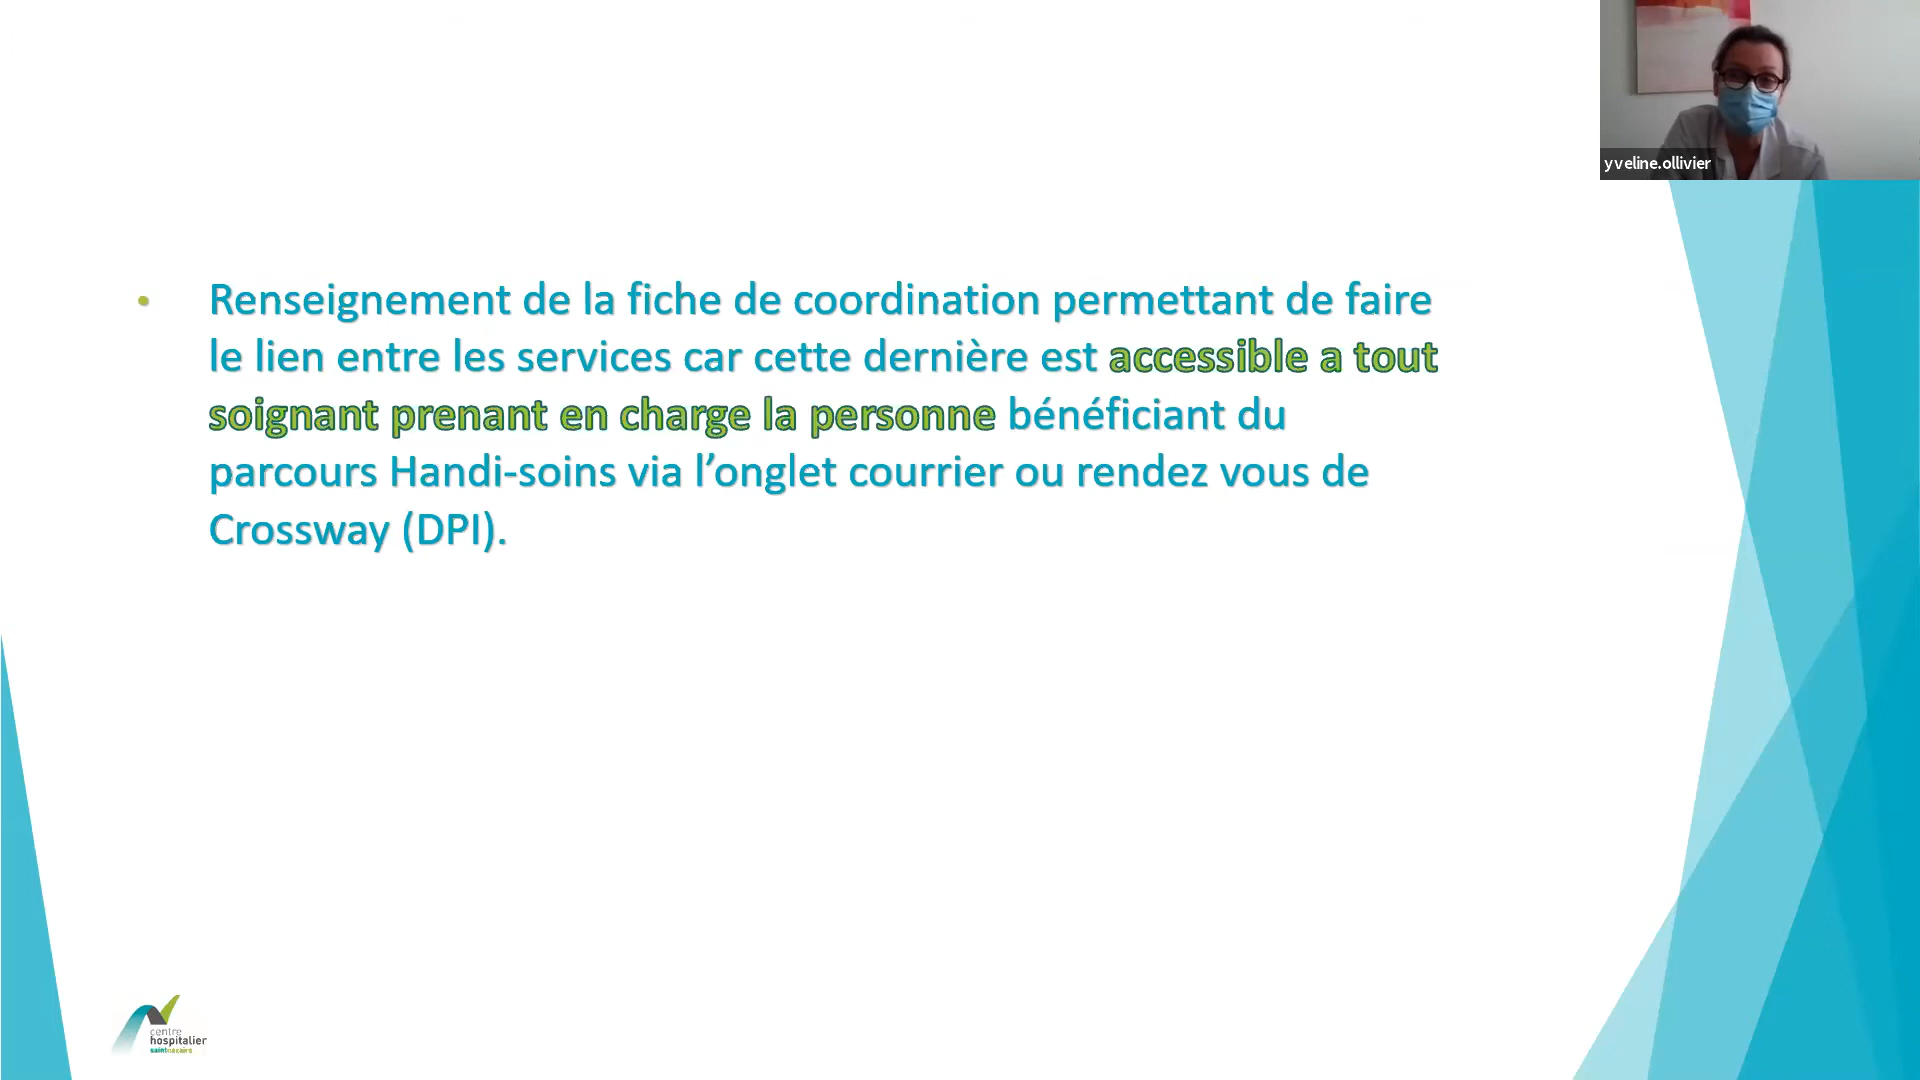 yveline.ollivier
• Renseignement de la fiche de coordination permettant de faire
le lien entre les services car cette dernière est accessible a tout
soignant prenant en charge la personne bénéficiant du
parcours Handi-soins via l’onglet courrier ou rendez vous de
Crossway (DPI).
centre
hospitalier
saintnazaire